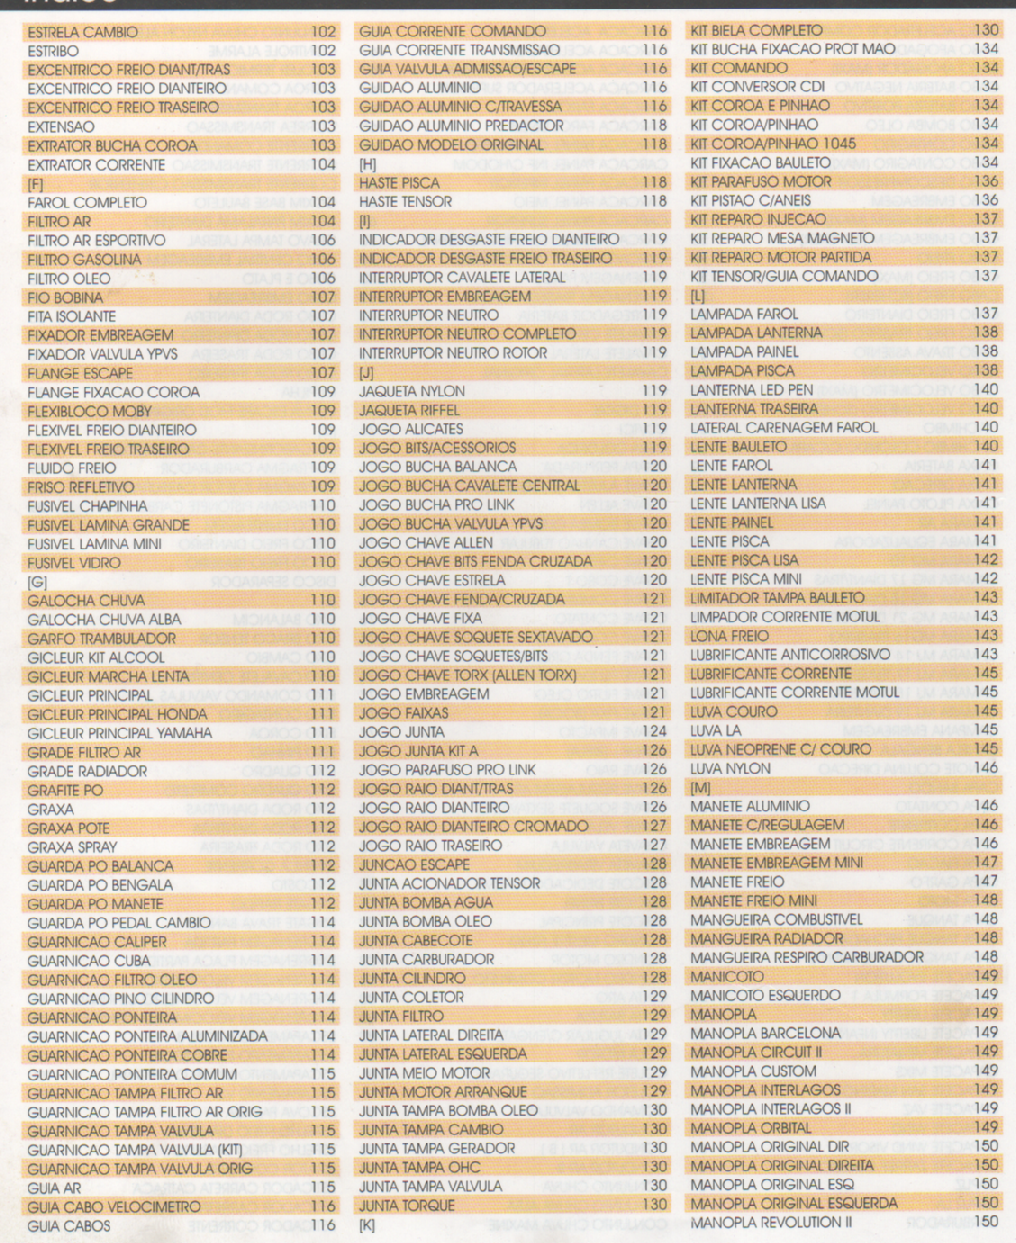 ESTRELA CAMBIO 102
ESTRIBO 102
EXCENTRICO FREIO DIANT/TRAS 103
EXCENTRICO FREIO DIANTEIRO 103
EXCENTRICO FREIO TRASEIRO 103
EXTENSAO 103
EXTRATOR BUCHA COROA 103
EXTRATOR CORRENTE 104
[F]
FAROL COMPLETO 104
FILTRO AR 104
FILTRO AR ESPORTIVO 106
FILTRO GASOLINA 106
FILTRO OLEO 106
FIO BOBINA 107
FITA ISOLANTE 107
FIXADOR EMBREAGEM 107
FIXADOR VALVULA YPVS 107
FLANGE ESCAPE 107
FLANGE FIXACAO COROA 109
FLEXIBLOCO MOBY 109
FLEXIVEL FREIO DIANTEIRO 109
FLEXIVEL FREIO TRASEIRO 109
FLUIDO FREIO 109
FRISO REFLETIVO 109
FUSIVEL CHAPINHA 110
FUSIVEL LAMINA GRANDE 110
FUSIVEL LAMINA MINI 110
FUSIVEL VIDRO 110
[G]
GALOCHA CHUVA 110
GALOCHA CHUVA ALBA 110
GARFO TRAMBULADOR 110
GICLEUR KIT ALCOOL 110
GICLEUR MARCHA LENTA 110
GICLEUR PRINCIPAL 111
GICLEUR PRINCIPAL HONDA 111
GICLEUR PRINCIPAL YAMAHA 111
GRADE FILTRO AR 111
GRADE RADIADOR 112
GRAFITE PO 112
GRAXA 112
GRAXA POTE 112
GRAXA SPRAY 112
GUARDA PO BALANCA 112
GUARDA PO BENGALA 112
GUARDA PO MANETE 112
GUARDA PO PEDAL CAMBIO 114
GUARNICAO CALIPER 114
GUARNICAO CUBA 114
GUARNICAO FILTRO OLEO 114
GUARNICAO PINO CILINDRO 114
GUARNICAO PONTEIRA 114
GUARNICAO PONTEIRA ALUMINIZADA 114
GUARNICAO PONTEIRA COBRE 114
GUARNICAO PONTEIRA COMUM 115
GUARNICAO TAMPA FILTRO AR 115
GUARNICAO TAMPA FILTRO AR ORIG 115
GUARNICAO TAMPA VALVULA 115
GUARNICAO TAMPA VALVULA (KIT) 115
GUARNICAO TAMPA VALVULA ORIG 115
GUIA AR 115
GUIA CABO VELOCIMETRO 116
GUIA CABOS 116
GUIA CORRENTE COMANDO 116
GUIA CORRENTE TRANSMISSAO 116
GUIA VALVULA ADMISSAO/ESCAPE 116
GUIDAO ALUMINIO 116
GUIDAO ALUMINIO C/TRAVESSA 116
GUIDAO ALUMINIO PREDACTOR 118
GUIDAO MODELO ORIGINAL 118
[H]
HASTE PISCA 118
HASTE TENSOR 118
[I]
INDICADOR DESGASTE FREIO DIANTEIRO 119
INDICADOR DESGASTE FREIO TRASEIRO 119
INTERRUPTOR CAVALETE LATERAL 119
INTERRUPTOR EMBREAGEM 119
INTERRUPTOR NEUTRO 119
INTERRUPTOR NEUTRO COMPLETO 119
INTERRUPTOR NEUTRO ROTOR 119
[J]
JAQUETA NYLON 119
JAQUETA RIFFEL 119
JOGO ALICATES 119
JOGO BITS/ACESSORIOS 119
JOGO BUCHA BALANCA 120
JOGO BUCHA CAVALETE CENTRAL 120
JOGO BUCHA PRO LINK 120
JOGO BUCHA VALVULA YPVS 120
JOGO CHAVE ALLEN 120
JOGO CHAVE BITS FENDA CRUZADA 120
JOGO CHAVE ESTRELA 120
JOGO CHAVE FENDA/CRUZADA 121
JOGO CHAVE FIXA 121
JOGO CHAVE SOQUETE SEXTAVADO 121
JOGO CHAVE SOQUETES/BITS 121
JOGO CHAVE TORX (ALLEN TORX) 121
JOGO EMBREAGEM 121
JOGO FAIXAS 121
JOGO JUNTA 124
JOGO JUNTA KIT A 126
JOGO PARAFUSO PRO LINK 126
JOGO RAIO DIANT/TRAS 126
JOGO RAIO DIANTEIRO 126
JOGO RAIO DIANTEIRO CROMADO 127
JOGO RAIO TRASEIRO 127
JUNCAO ESCAPE 128
JUNTA ACIONADOR TENSOR 128
JUNTA BOMBA AGUA 128
JUNTA BOMBA OLEO 128
JUNTA CABECOTE 128
JUNTA CARBURADOR 128
JUNTA CILINDRO 128
JUNTA COLETOR 129
JUNTA FILTRO 129
JUNTA LATERAL DIREITA 129
JUNTA LATERAL ESQUERDA 129
JUNTA MEIO MOTOR 129
JUNTA MOTOR ARRANQUE 129
JUNTA TAMPA BOMBA OLEO 130
JUNTA TAMPA CAMBIO 130
JUNTA TAMPA GERADOR 130
JUNTA TAMPA OHC 130
JUNTA TAMPA VALVULA 130
JUNTA TORQUE 130
[K]
KIT BIELA COMPLETO 130
KIT BUCHA FIXACAO PROT MAO 134
KIT COMANDO 134
KIT CONVERSOR CDI 134
KIT COROA E PINHAO 134
KIT COROA/PINHAO 134
KIT COROA/PINHAO 1045 134
KIT FIXACAO BAULETO 134
KIT PARAFUSO MOTOR 136
KIT PISTAO C/ANEIS 136
KIT REPARO INJECAO 137
KIT REPARO MESA MAGNETO 137
KIT REPARO MOTOR PARTIDA 137
KIT TENSOR/GUIA COMANDO 137
[L]
LAMPADA FAROL 137
LAMPADA LANTERNA 138
LAMPADA PAINEL 138
LAMPADA PISCA 138
LANTERNA LED PEN 140
LANTERNA TRASEIRA 140
LATERAL CARENAGEM FAROL 140
LENTE BAULETO 140
LENTE FAROL 141
LENTE LANTERNA 141
LENTE LANTERNA LISA 141
LENTE PAINEL 141
LENTE PISCA 141
LENTE PISCA LISA 142
LENTE PISCA MINI 142
LIMITADOR TAMPA BAULETO 143
LIMPADOR CORRENTE MOTUL 143
LONA FREIO 143
LUBRIFICANTE ANTICORROSIVO 143
LUBRIFICANTE CORRENTE 145
LUBRIFICANTE CORRENTE MOTUL 145
LUVA COURO 145
LUVA LA 145
LUVA NEOPRENE C/ COURO 145
LUVA NYLON 146
[M]
MANETE ALUMINIO 146
MANETE C/REGULAGEM 146
MANETE EMBREAGEM 146
MANETE EMBREAGEM MINI 147
MANETE FREIO 147
MANETE FREIO MINI 148
MANGUEIRA COMBUSTIVEL 148
MANGUEIRA RADIADOR 148
MANGUEIRA RESPIRO CARBURADOR 148
MANICOTO 149
MANICOTO ESQUERDO 149
MANOPLA 149
MANOPLA BARCELONA 149
MANOPLA CIRCUIT II 149
MANOPLA CUSTOM 149
MANOPLA INTERLAGOS 149
MANOPLA INTERLAGOS II 149
MANOPLA ORBITAL 149
MANOPLA ORIGINAL DIR 150
MANOPLA ORIGINAL DIREITA 150
MANOPLA ORIGINAL ESQ 150
MANOPLA ORIGINAL ESQUERDA 150
MANOPLA REVOLUTION II 150